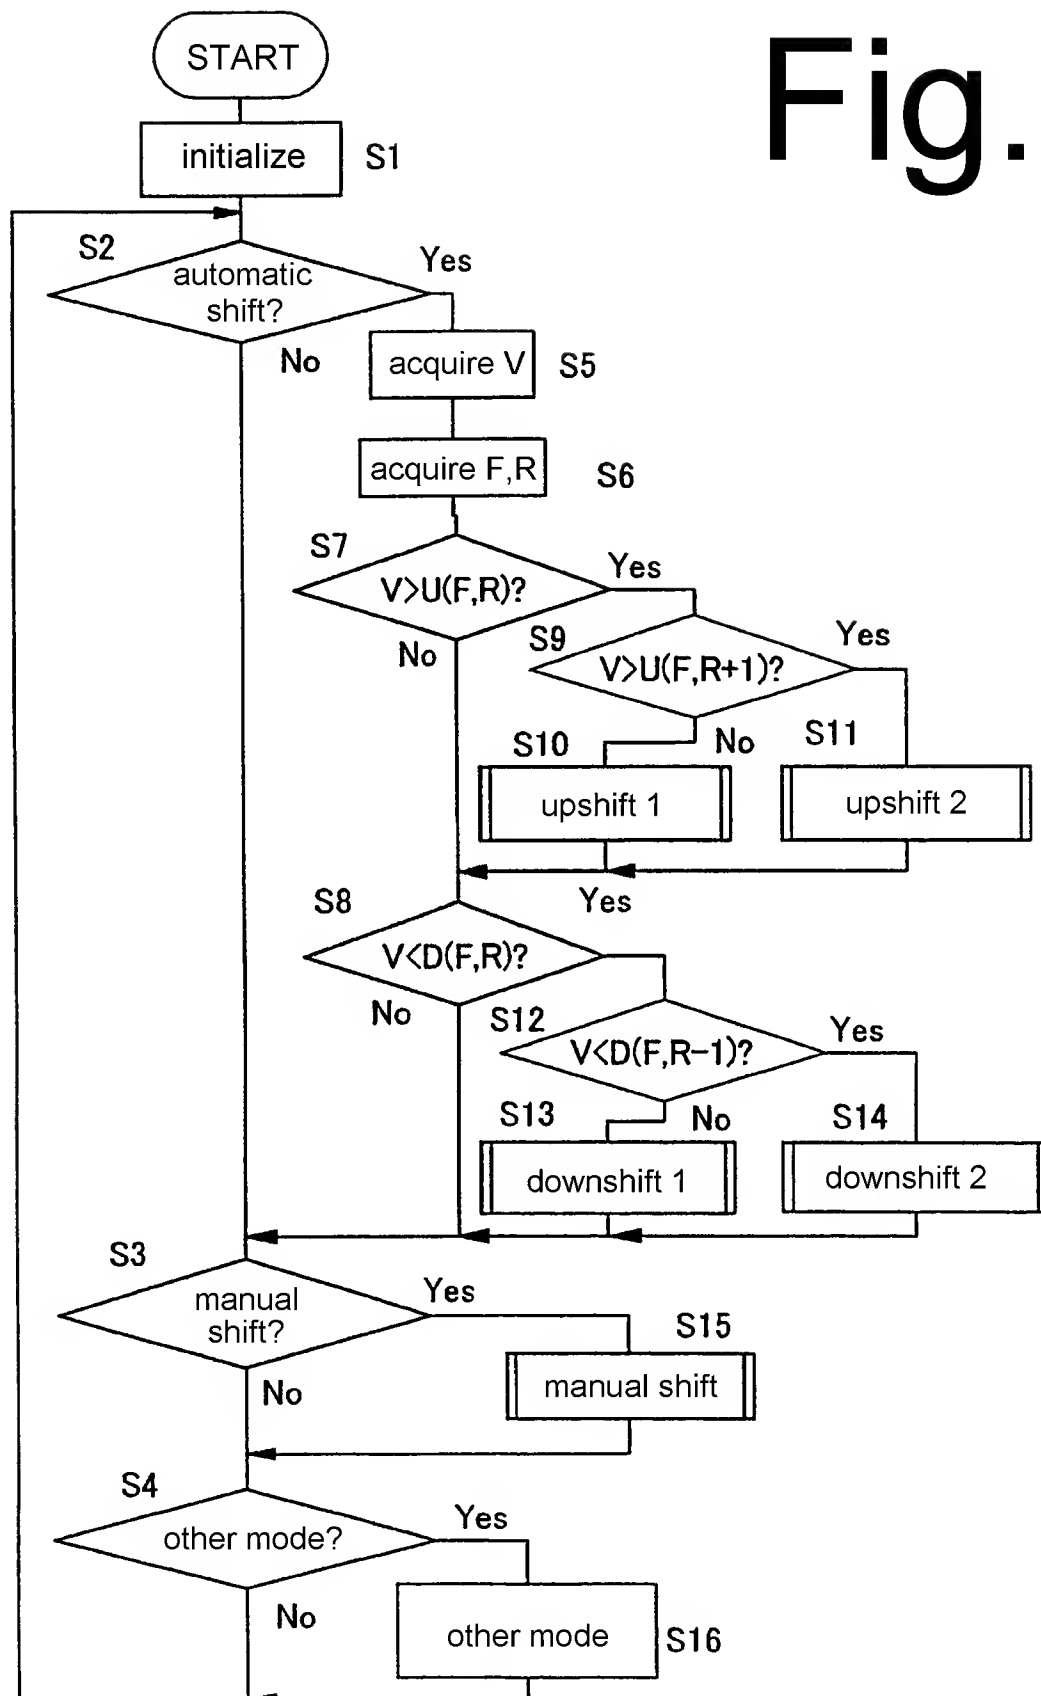 START
Fig.
initialize
S1
S2
automatic
shift?
Yes
No
acquire V
S5
acquire F,R
S6
S7
V>U(F,R)?
Yes
No
S9
V>U(F,R+1)?
Yes
No
S10
upshift 1
S11
upshift 2
S8
Yes
V<D(F,R)?
No
S12
V<D(F,R-1)?
Yes
No
S13
downshift 1
S14
downshift 2
S3
manual
shift?
Yes
No
S15
manual shift
S4
other mode?
Yes
No
other mode
S16